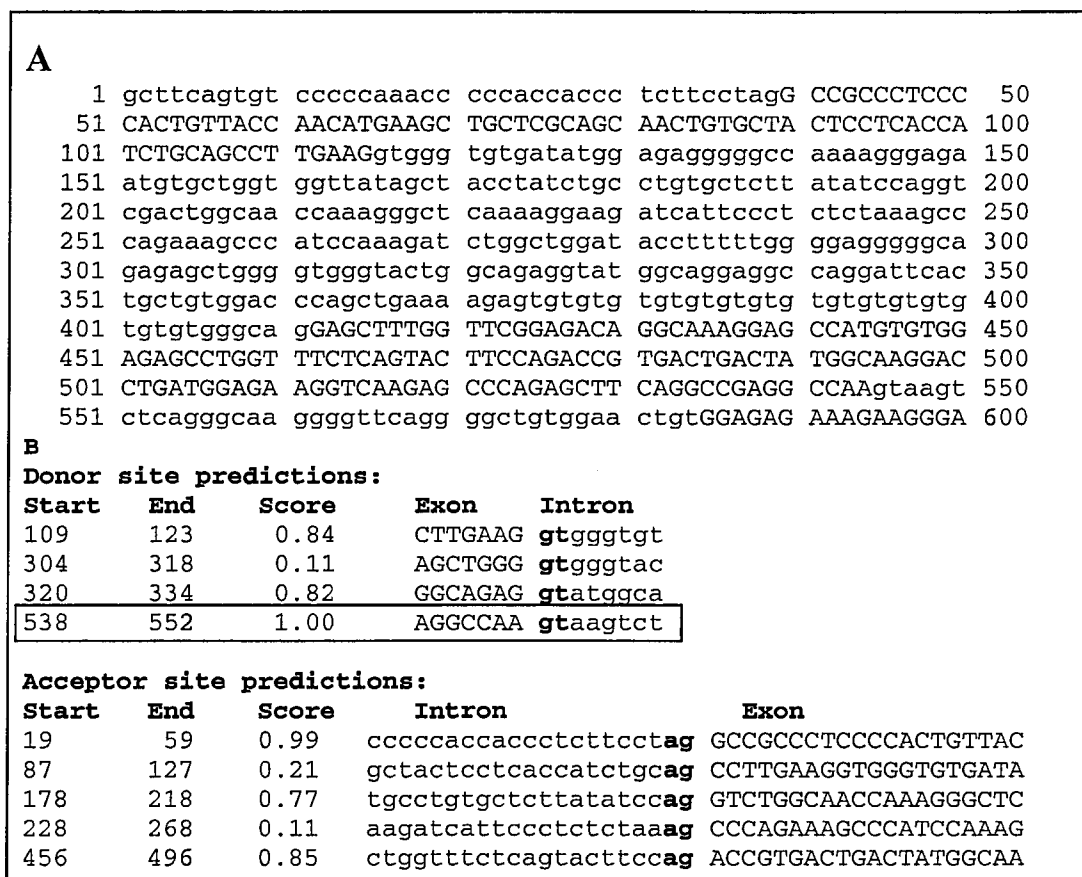 A
1 gcttcagtgt cccccaaacc cccaccaccc tcttcctagG CCGCCCTCCC 50
51 CACTGTTACC AACATGAAGC TGCTCGCAGC AACTGTGCTA CTCCTCACCA 100
101 TCTGCAGCCT TGAAGgtggg tgtgatatgg agagggggcc aaaagggaga 150
151 atgtgctggt ggttatagct acctatctgc ctgtgctctt atatccaggt 200
201 cgactggcaa ccaaagggct caaaaggaag atcattccct ctctaaagcc 250
251 cagaaagccc atccaaagat ctggctggat acctttttgg ggagggggca 300
301 gagagctggg gtgggtactg gcagaggtat ggcaggaggc caggattcac 350
351 tgctgtggac ccagctgaaa agagtgtgtg tgtgtgtgtg tgtgtgtgtg 400
401 tgtgtgggca gGAGCTTTGG TTCGGAGACA GGCAAAGGAG CCATGTGTGG 450
451 AGAGCCTGGT TTCTCAGTAC TTCCAGACCG TGACTGACTA TGGCAAGGAC 500
501 CTGATGGAGA AGGTCAAGAG CCCAGAGCTT CAGGCCGAGG CCAAgtaagt 550
551 ctcagggcaa ggggttcagg ggctgtggaa ctgtGGAGAG AAAGAAGGGA 600
B
Donor site predictions:
Start End Score Exon Intron
109 123 0.84 CTTGAAG gtgggtgt
304 318 0.11 AGCTGGG gtgggtac
320 334 0.82 GGCAGAG gtatggca
538 552 1.00 AGGCCAA gtaagtct
Acceptor site predictions:
Start End Score Intron Exon
19 59 0.99 cccccaccaccctcttcctag GCCGCCCTCCCCACTGTTAC
87 127 0.21 gctactcctcaccatctgcag CCTTGAAGGTGGGTGTGATA
178 218 0.77 tgcctgtgctcttatatccag GTCTGGCAACCAAAGGGCTC
228 268 0.11 aagatcattccctctctaaag CCCAGAAAGCCCATCCAAAG
456 496 0.85 ctggtttctcagtacttccag ACCGTGACTGACTATGGCAA